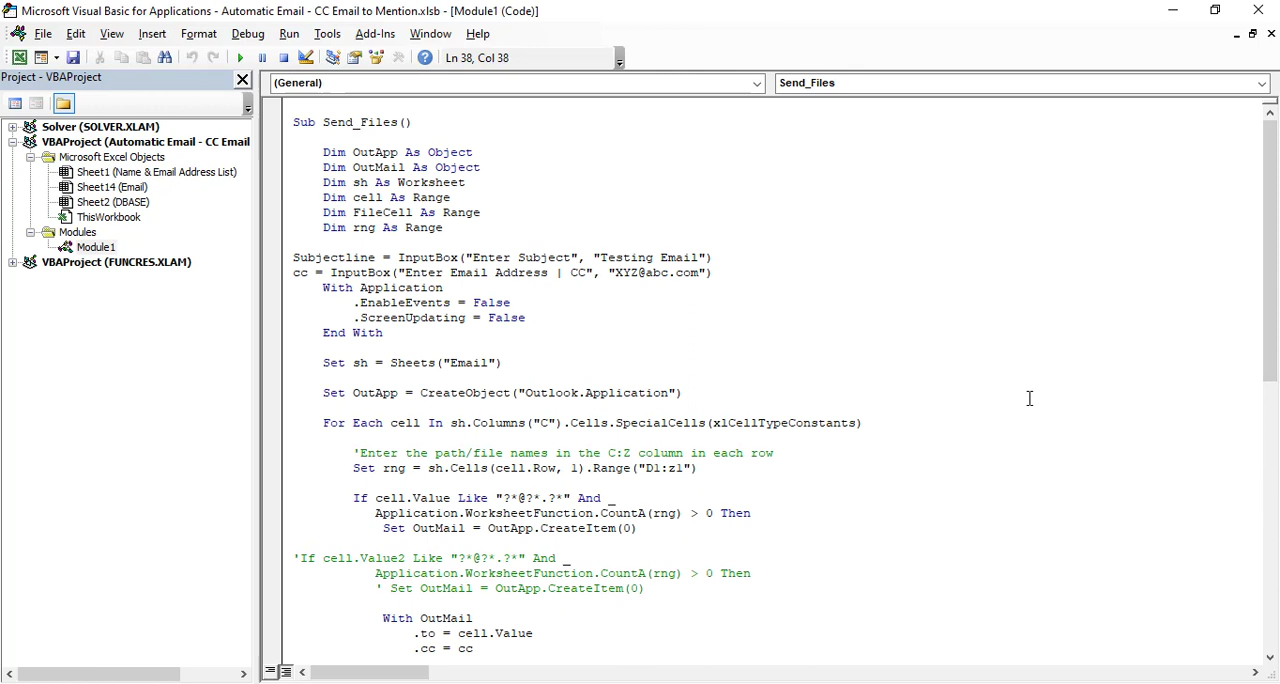 Microsoft Visual Basic for Applications - Automatic Email - CC Email to Mention.xlsb - [Module1 (Code)]
File Edit View Insert Format Debug Run Tools Add-Ins Window Help
Ln 38, Col 38
Project - VBAProject
(General)
Send_Files
Solver (SOLVER.XLAM)
VBAProject (Automatic Email - CC Email
Microsoft Excel Objects
Sheet1 (Name & Email Address List)
Sheet14 (Email)
Sheet2 (DBASE)
ThisWorkbook
Modules
Module1
VBAProject (FUNCRES.XLAM)
Sub Send_Files()
Dim OutApp As Object
Dim OutMail As Object
Dim sh As Worksheet
Dim cell As Range
Dim FileCell As Range
Dim rng As Range
Subjectline = InputBox("Enter Subject", "Testing Email")
cc = InputBox("Enter Email Address | CC", "XYZ@abc.com")
With Application
.EnableEvents = False
.ScreenUpdating = False
End With
Set sh = Sheets("Email")
Set OutApp = CreateObject("Outlook.Application")
For Each cell In sh.Columns("C").Cells.SpecialCells(xlCellTypeConstants)
'Enter the path/file names in the C:Z column in each row
Set rng = sh.Cells(cell.Row, 1).Range("D1:z1")
If cell.Value Like "?*@?*.?*" And _
Application.WorksheetFunction.CountA(rng) > 0 Then
Set OutMail = OutApp.CreateItem(0)
'If cell.Value2 Like "?*@?*.?*" And _
Application.WorksheetFunction.CountA(rng) > 0 Then
' Set OutMail = OutApp.CreateItem(0)
With OutMail
.to = cell.Value
.cc = cc